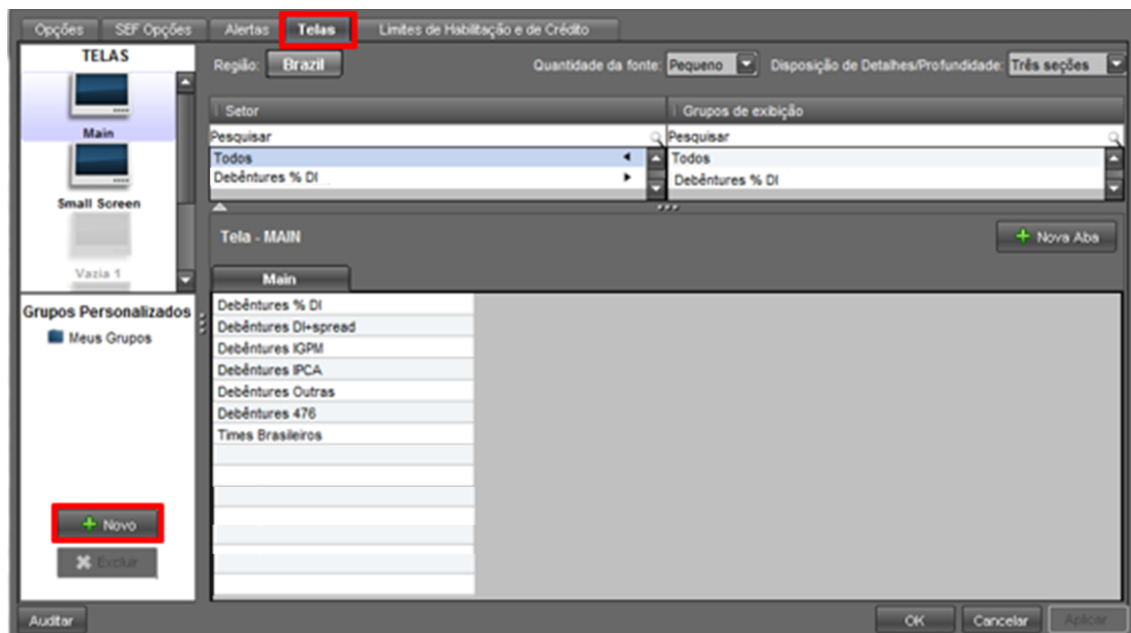 Opções SEF Opções Alertas Telas Limites de Habilitação e de Crédito
TELAS
Região: Brazil Quantidade da fonte: Pequeno Disposição de Detalhes/Profundidade: Três seções
Main
Small Screen
Vazia 1
Setor Grupos de exibição
Pesquisar Pesquisar
Todos Todos
Debêntures % DI Debêntures % DI
Tela - MAIN + Nova Aba
Main
Grupos Personalizados
Meus Grupos
Debêntures % DI
Debêntures DI+spread
Debêntures IGPM
Debêntures IPCA
Debêntures Outras
Debêntures 476
Times Brasileiros
+ Novo
Excluir
Auditar OK Cancelar Aplicar